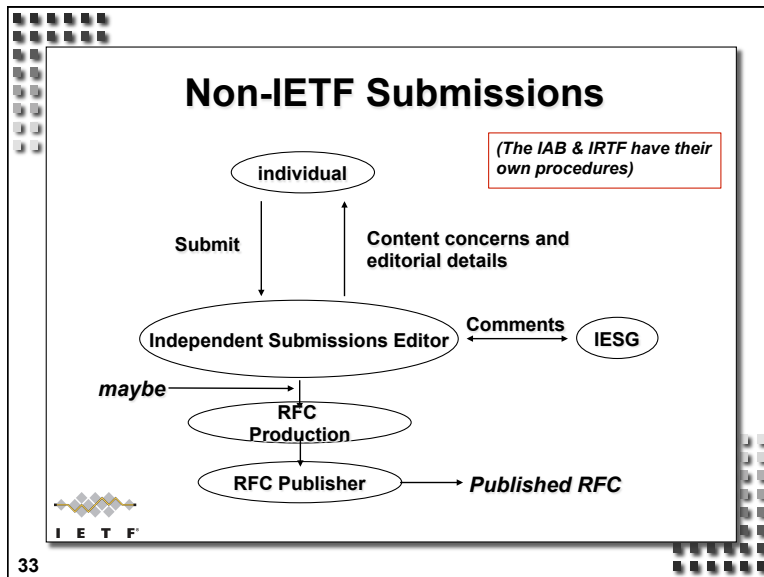 Non-IETF Submissions
(The IAB & IRTF have their
own procedures)
individual
Submit
Content concerns and
editorial details
Independent Submissions Editor
Comments
IESG
maybe
RFC
Production
RFC Publisher
Published RFC
I E T F®
33